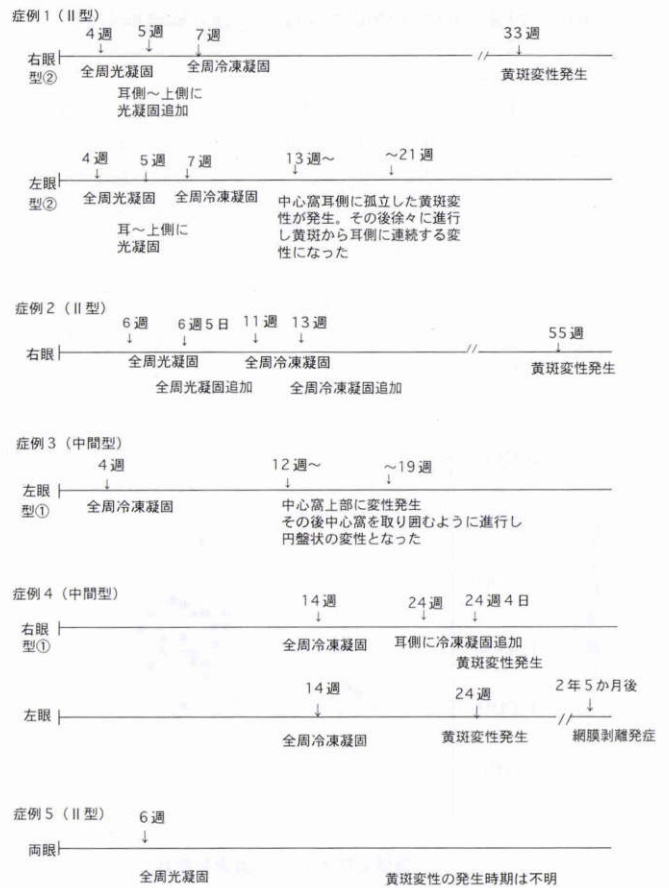 症例1（II型）
4週 5週 7週 33週
右眼
型②
全周光凝固 全周冷凍凝固 黄斑変性発生
耳側～上側に
光凝固追加
4週 5週 7週 13週～ ～21週
左眼
型②
全周光凝固 全周冷凍凝固 中心窩耳側に孤立した黄斑変
性が発生。その後徐々に進行
し黄斑から耳側に連続する変
性になった
耳～上側に
光凝固
症例2（II型）
6週 6週5日 11週 13週 55週
右眼
全周光凝固 全周冷凍凝固 黄斑変性発生
全周光凝固追加 全周冷凍凝固追加
症例3（中間型）
4週 12週～ ～19週
左眼
型①
全周冷凍凝固 中心窩上部に変性発生
その後中心窩を取り囲むように進行し
円盤状の変性となった
症例4（中間型）
14週 24週 24週4日
右眼
型①
全周冷凍凝固 耳側に冷凍凝固追加
黄斑変性発生
14週 24週 2年5か月後
左眼
全周冷凍凝固 黄斑変性発生 網膜剥離発症
症例5（II型）
6週
両眼
全周光凝固 黄斑変性の発生時期は不明